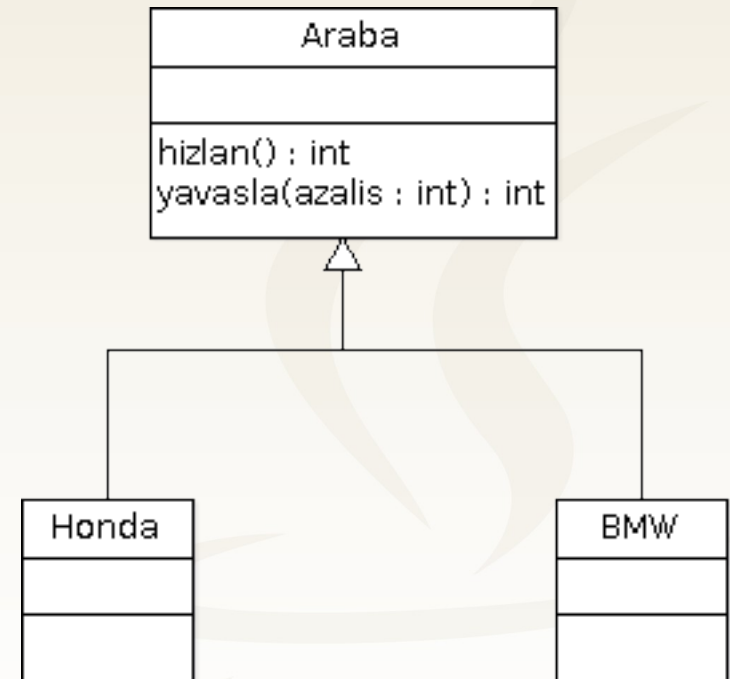 Araba
hizlan() : int
yavasla(azalis : int) : int
Honda
BMW